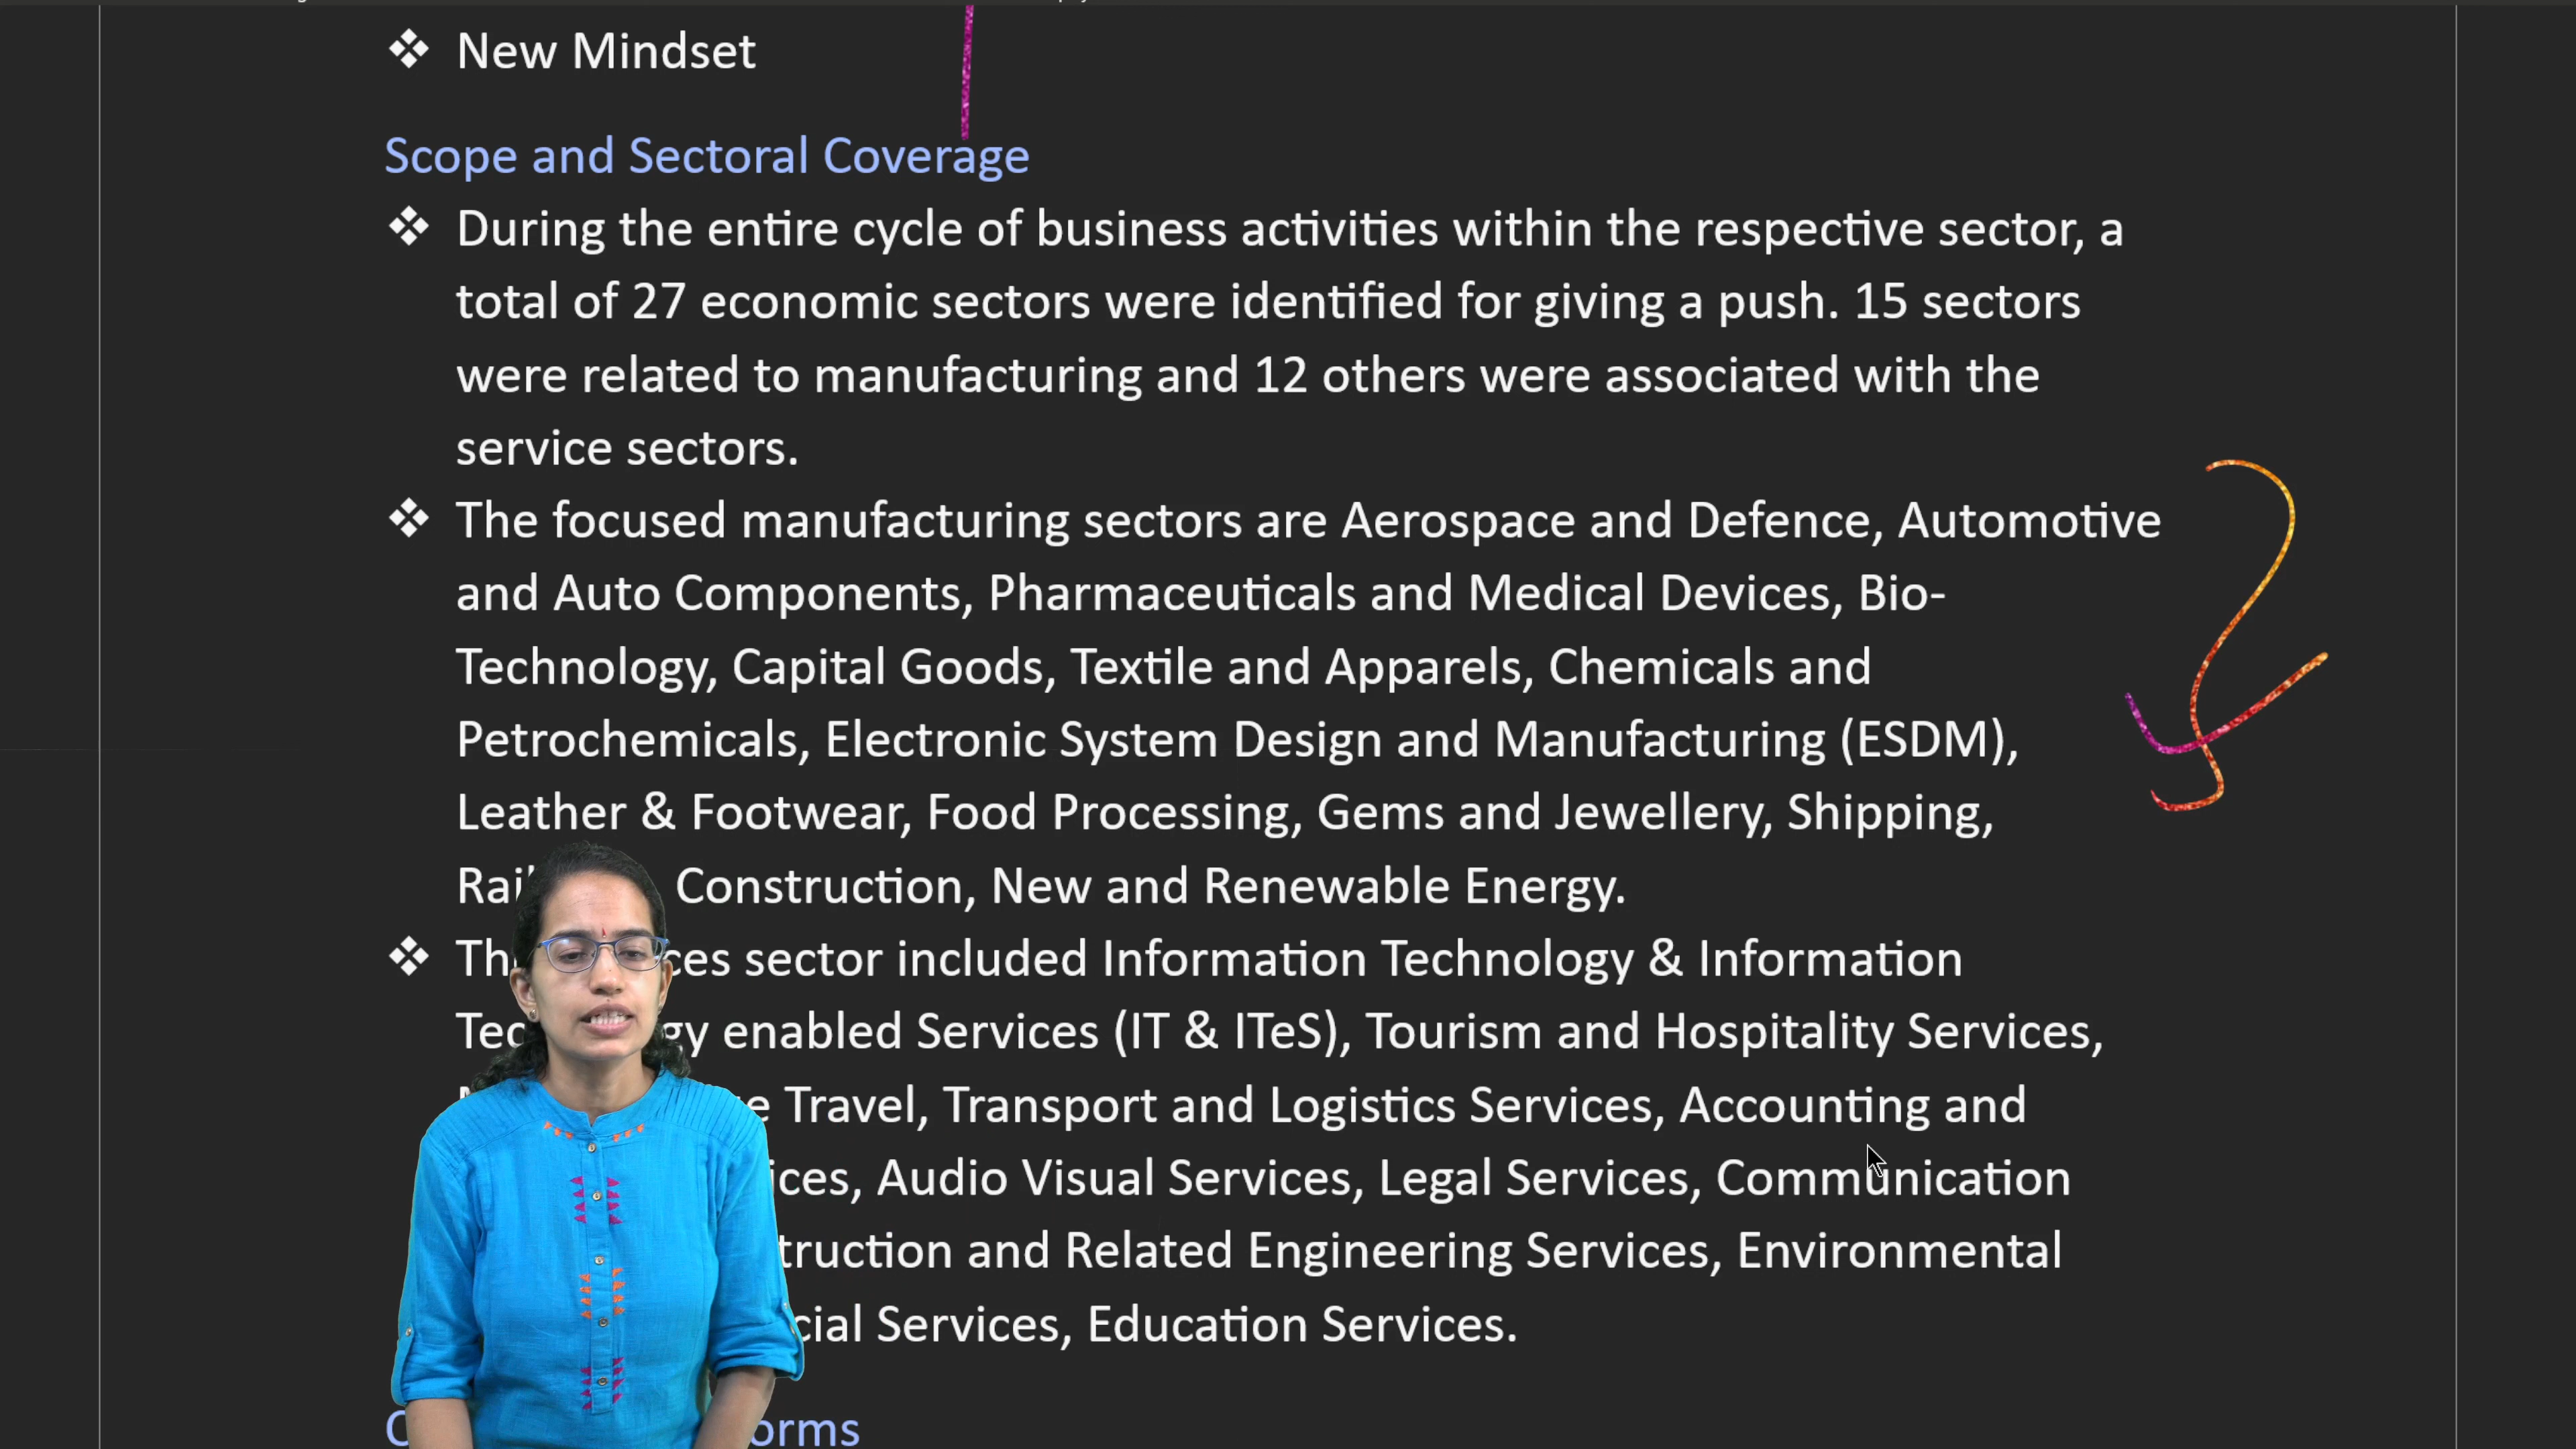 ❖ New Mindset
Scope and Sectoral Coverage
❖ During the entire cycle of business activities within the respective sector, a
total of 27 economic sectors were identified for giving a push. 15 sectors
were related to manufacturing and 12 others were associated with the
service sectors.
❖ The focused manufacturing sectors are Aerospace and Defence, Automotive
and Auto Components, Pharmaceuticals and Medical Devices, Bio-
Technology, Capital Goods, Textile and Apparels, Chemicals and
Petrochemicals, Electronic System Design and Manufacturing (ESDM),
Leather & Footwear, Food Processing, Gems and Jewellery, Shipping,
Construction, New and Renewable Energy.
❖ sector included Information Technology & Information
enabled Services (IT & ITeS), Tourism and Hospitality Services,
Travel, Transport and Logistics Services, Accounting and
Audio Visual Services, Legal Services, Communication
and Related Engineering Services, Environmental
Services, Education Services.